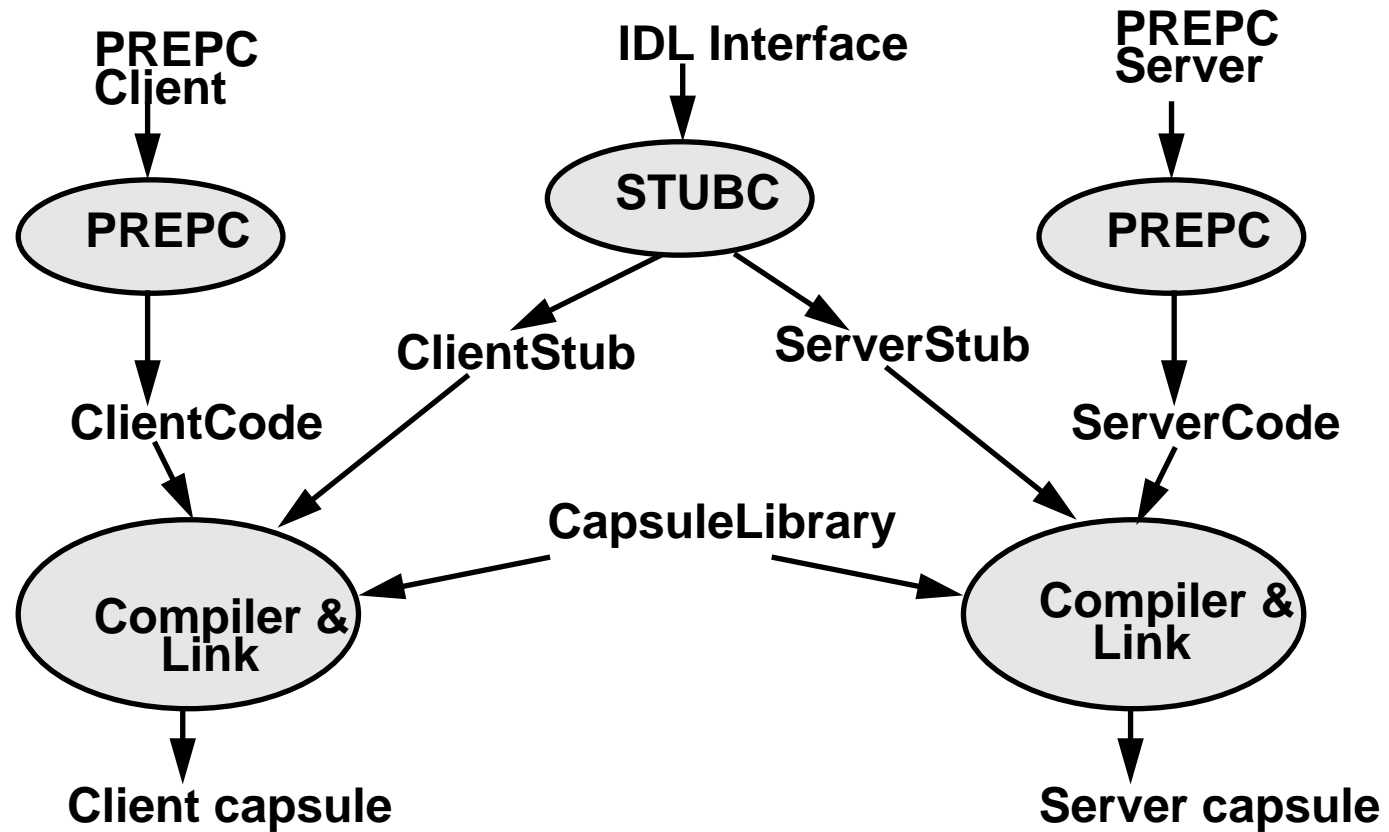 PREPC
Client
IDL Interface
PREPC
Server
PREPC
STUBC
PREPC
ClientStub
ServerStub
ClientCode
ServerCode
CapsuleLibrary
Compiler &
Link
Compiler &
Link
Client capsule
Server capsule